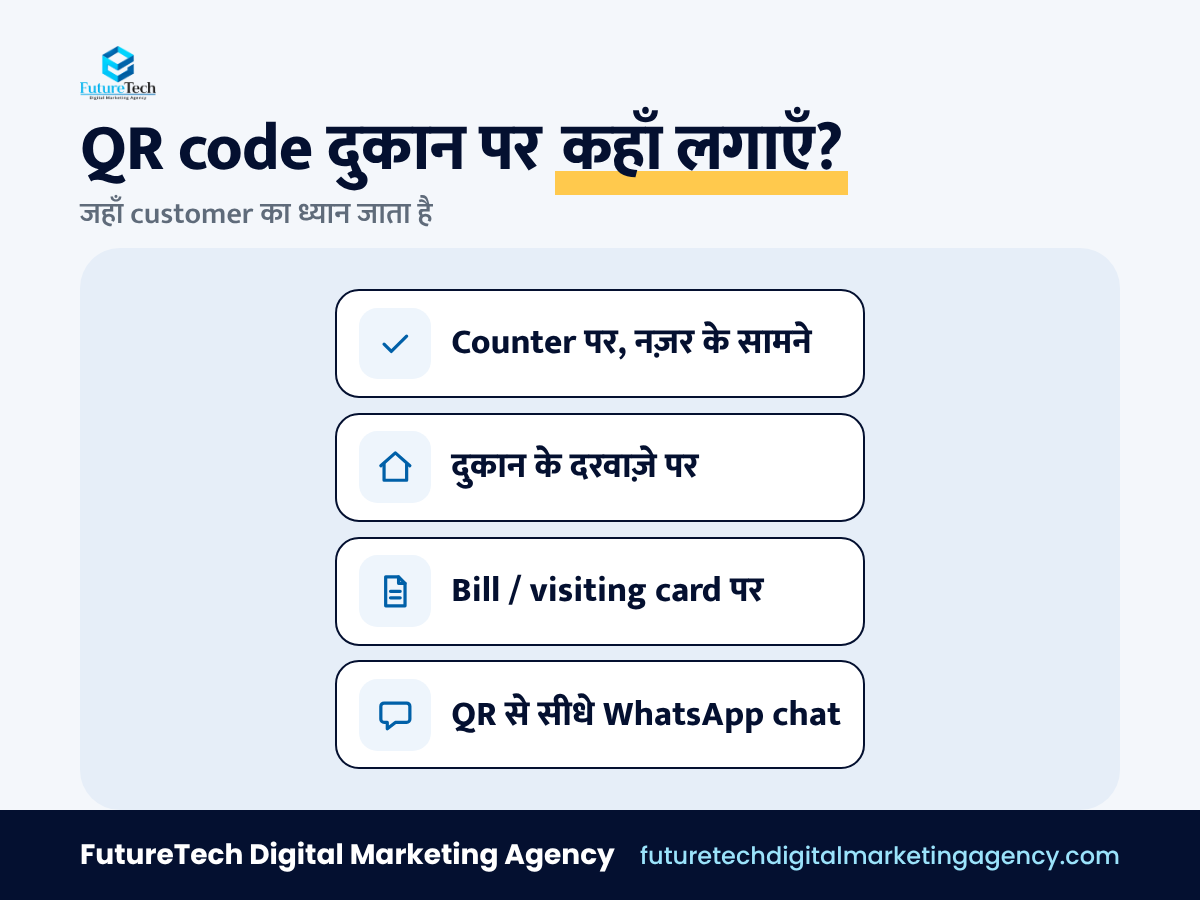 FutureTech
Digital Marketing Agency
QR code दुकान पर कहाँ लगाएँ?
जहाँ customer का ध्यान जाता है
Counter पर, नज़र के सामने
दुकान के दरवाज़े पर
Bill / visiting card पर
QR से सीधे WhatsApp chat
FutureTech Digital Marketing Agency futuretechdigitalmarketingagency.com